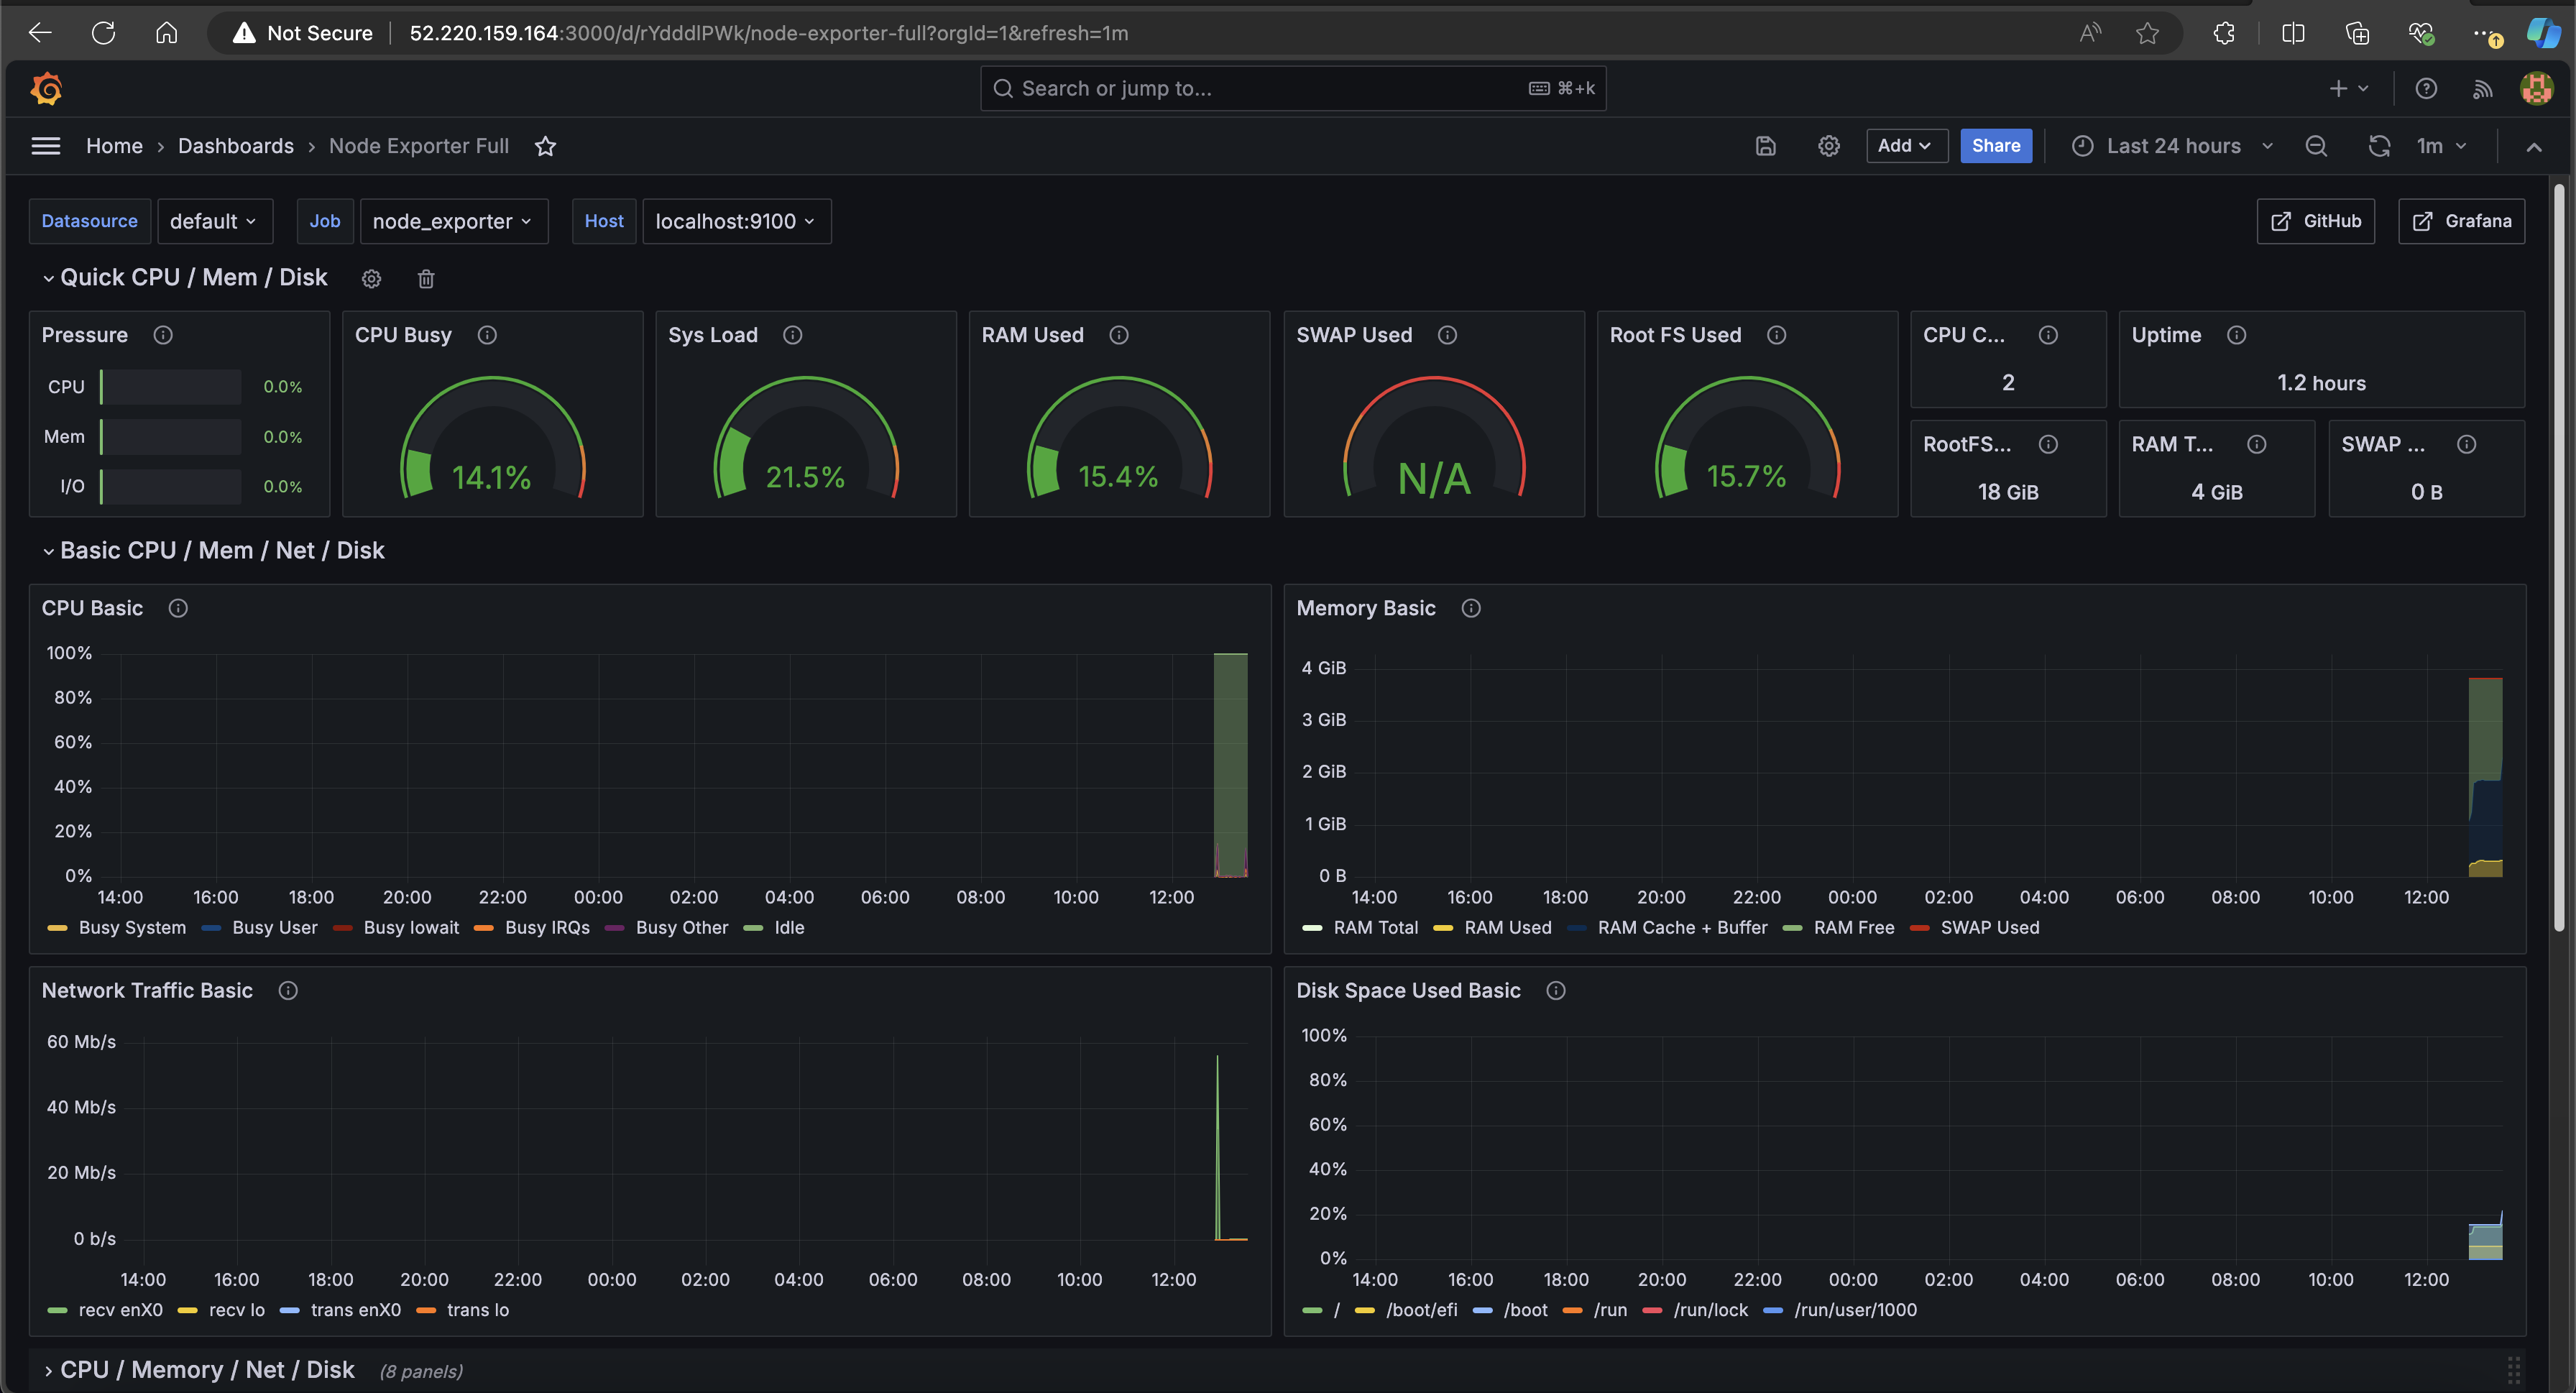 Not Secure 52.220.159.164:3000/d/rYdddlPWk/node-exporter-full?orgId=1&refresh=1m
Search or jump to... ⌘+k
Home › Dashboards › Node Exporter Full Add Share Last 24 hours 1m
Datasource default Job node_exporter Host localhost:9100 GitHub Grafana
Quick CPU / Mem / Disk
Pressure
CPU 0.0%
Mem 0.0%
I/O 0.0%
CPU Busy
14.1%
Sys Load
21.5%
RAM Used
15.4%
SWAP Used
N/A
Root FS Used
15.7%
CPU C...
2
Uptime
1.2 hours
RootFS...
18 GiB
RAM T...
4 GiB
SWAP ...
0 B
Basic CPU / Mem / Net / Disk
CPU Basic
100%
80%
60%
40%
20%
0%
14:00 16:00 18:00 20:00 22:00 00:00 02:00 04:00 06:00 08:00 10:00 12:00
Busy System Busy User Busy Iowait Busy IRQs Busy Other Idle
Memory Basic
4 GiB
3 GiB
2 GiB
1 GiB
0 B
14:00 16:00 18:00 20:00 22:00 00:00 02:00 04:00 06:00 08:00 10:00 12:00
RAM Total RAM Used RAM Cache + Buffer RAM Free SWAP Used
Network Traffic Basic
60 Mb/s
40 Mb/s
20 Mb/s
0 b/s
14:00 16:00 18:00 20:00 22:00 00:00 02:00 04:00 06:00 08:00 10:00 12:00
recv enX0 recv lo trans enX0 trans lo
Disk Space Used Basic
100%
80%
60%
40%
20%
0%
14:00 16:00 18:00 20:00 22:00 00:00 02:00 04:00 06:00 08:00 10:00 12:00
/ /boot/efi /boot /run /run/lock /run/user/1000
CPU / Memory / Net / Disk (8 panels)